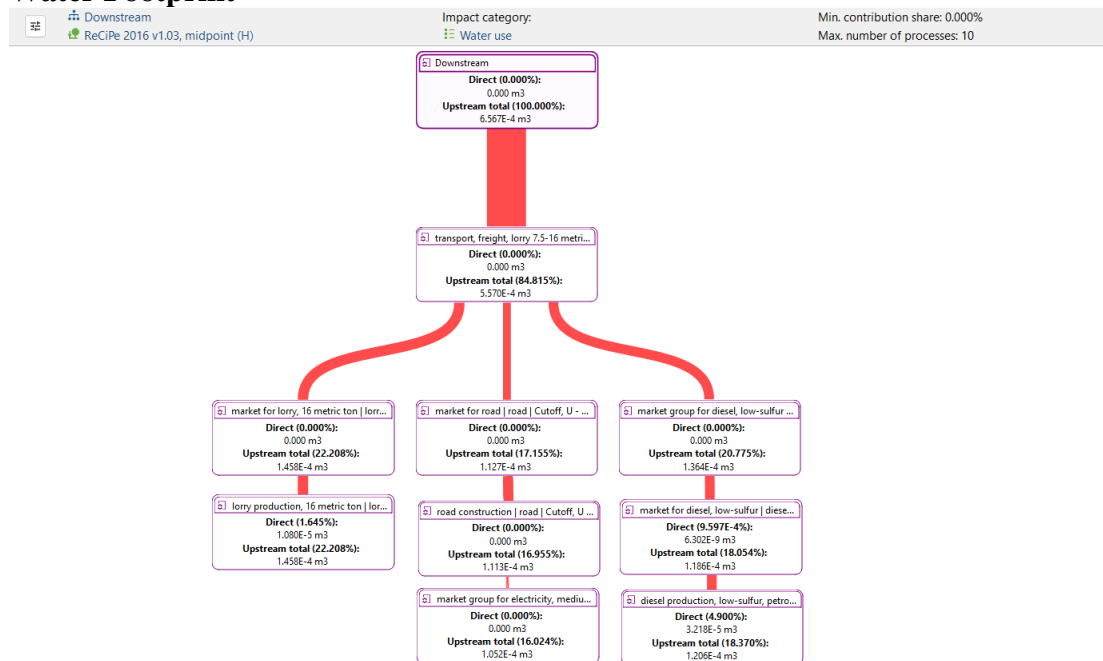 Water Footprint
Downstream
Impact category:
Min. contribution share: 0.000%
ReCiPe 2016 v1.03, midpoint (H)
Water use
Max. number of processes: 10
Downstream
Direct (0.000%):
0.000 m3
Upstream total (100.000%):
6.567E-4 m3
transport, freight, lorry 7.5-16 metri...
Direct (0.000%):
0.000 m3
Upstream total (84.815%):
5.570E-4 m3
market for lorry, 16 metric ton | lorr...
Direct (0.000%):
0.000 m3
Upstream total (22.208%):
1.458E-4 m3
market for road | road | Cutoff, U - ...
Direct (0.000%):
0.000 m3
Upstream total (17.155%):
1.127E-4 m3
market group for diesel, low-sulfur ...
Direct (0.000%):
0.000 m3
Upstream total (20.775%):
1.364E-4 m3
lorry production, 16 metric ton | lor...
Direct (1.645%):
1.080E-5 m3
Upstream total (22.208%):
1.458E-4 m3
road construction | road | Cutoff, U ...
Direct (0.000%):
0.000 m3
Upstream total (16.955%):
1.113E-4 m3
market for diesel, low-sulfur | diese...
Direct (9.597E-4%):
6.302E-9 m3
Upstream total (18.054%):
1.186E-4 m3
market group for electricity, mediu...
Direct (0.000%):
0.000 m3
Upstream total (16.024%):
1.052E-4 m3
diesel production, low-sulfur, petro...
Direct (4.900%):
3.218E-5 m3
Upstream total (18.370%):
1.206E-4 m3